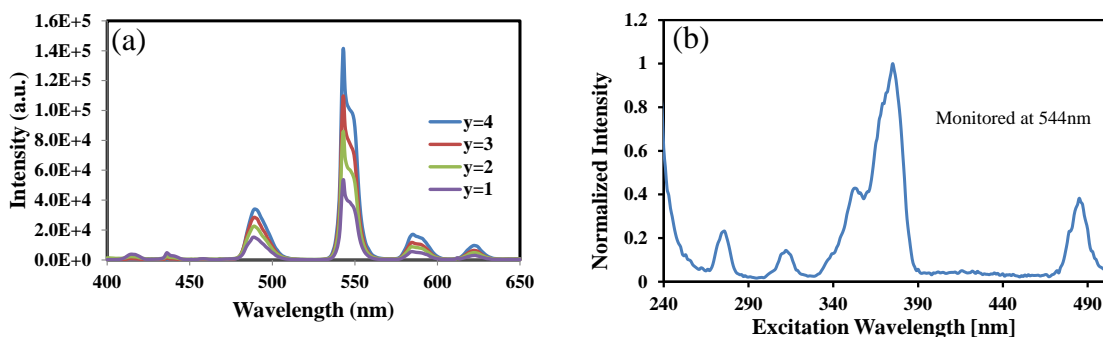 (a)
Intensity (a.u.)
1.6E+5
1.4E+5
1.2E+5
1.0E+5
8.0E+4
6.0E+4
4.0E+4
2.0E+4
0.0E+0
400 450 500 550 600 650
Wavelength (nm)
y=4
y=3
y=2
y=1
(b)
Normalized Intensity
1.2
1
0.8
0.6
0.4
0.2
0
240 290 340 390 440 490
Excitation Wavelength [nm]
Monitored at 544nm